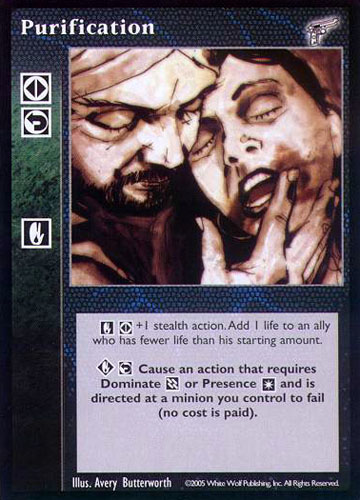 Purification
+1 stealth action. Add 1 life to an ally
who has fewer life than his starting amount.
Cause an action that requires
Dominate or Presence and is
directed at a minion you control to fail
(no cost is paid).
Illus. Avery Butterworth ©2005 White Wolf Publishing, Inc. All Rights Reserved.